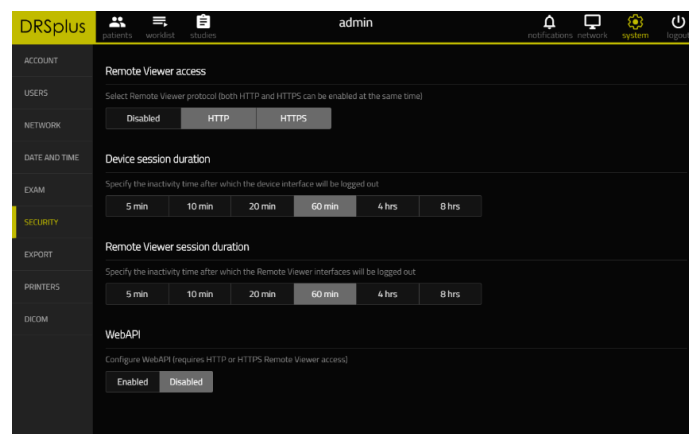 DRSplus
patients worklist studies
admin
notifications network system logout
ACCOUNT
USERS
NETWORK
DATE AND TIME
EXAM
SECURITY
EXPORT
PRINTERS
DICOM
Remote Viewer access
Select Remote Viewer protocol (both HTTP and HTTPS can be enabled at the same time)
Disabled HTTP HTTPS
Device session duration
Specify the inactivity time after which the device interface will be logged out
5 min 10 min 20 min 60 min 4 hrs 8 hrs
Remote Viewer session duration
Specify the inactivity time after which the Remote Viewer interfaces will be logged out
5 min 10 min 20 min 60 min 4 hrs 8 hrs
WebAPI
Configure WebAPI (requires HTTP or HTTPS Remote Viewer access)
Enabled Disabled